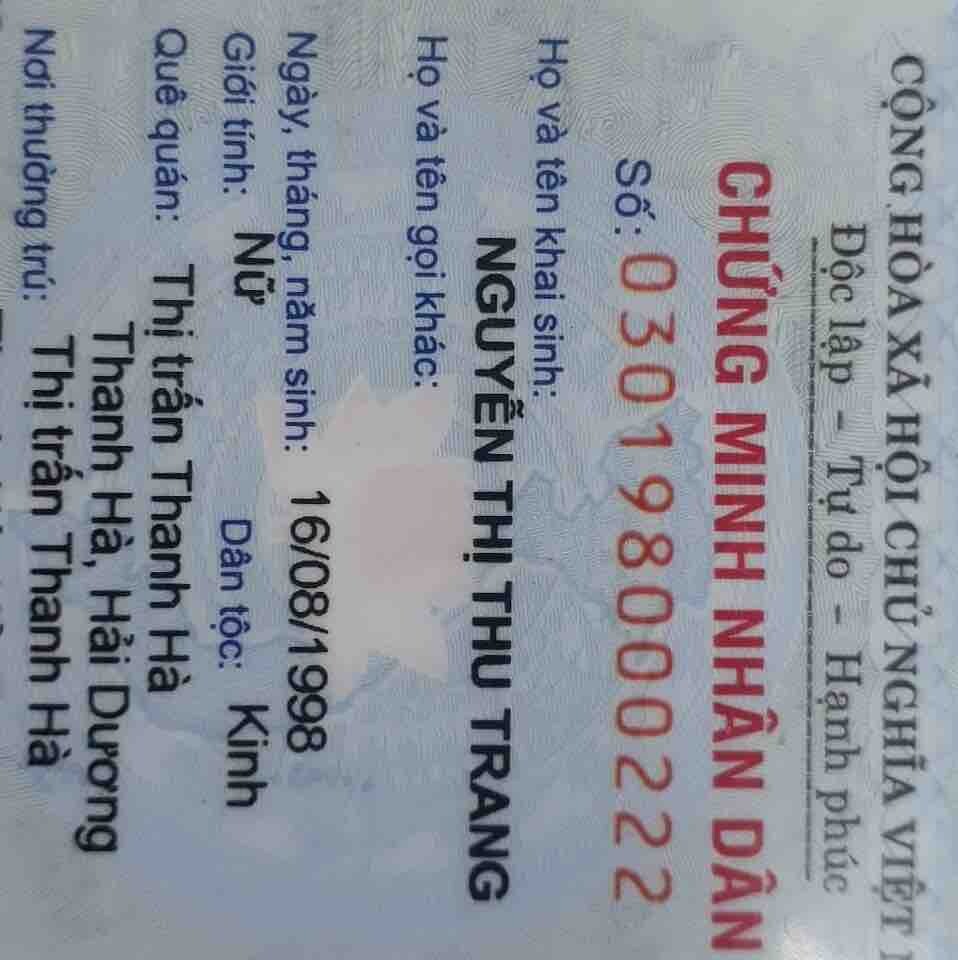 CỘNG HÒA XÃ HỘI CHỦ NGHĨA VIỆT
Độc lập - Tự do - Hạnh phúc
CHỨNG MINH NHÂN DÂN
Số: 030198000222
Họ và tên khai sinh:
NGUYỄN THỊ THU TRANG
Họ và tên gọi khác:
Ngày, tháng, năm sinh: 16/08/1998
Giới tính: Nữ Dân tộc: Kinh
Quê quán: Thị trấn Thanh Hà
Thanh Hà, Hải Dương
Nơi thường trú: Thị trấn Thanh Hà